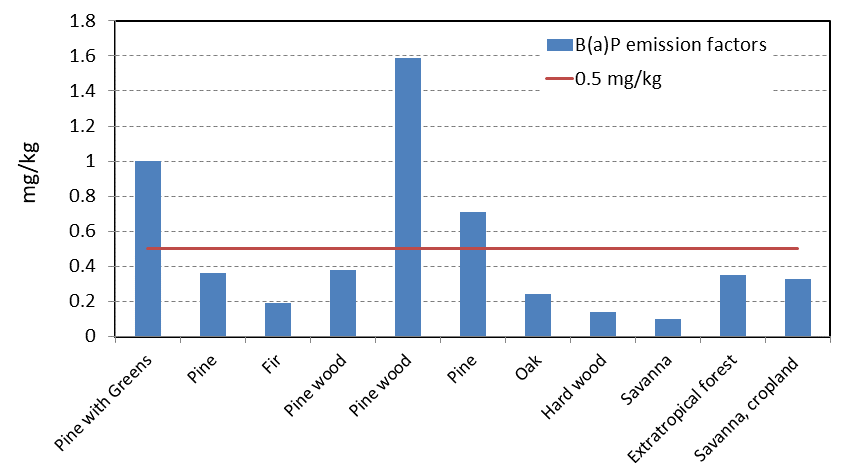 1.8
1.6
1.4
1.2
1
0.8
0.6
0.4
0.2
0
mg/kg
B(a)P emission factors
0.5 mg/kg
Pine with Greens
Pine
Fir
Pine wood
Pine wood
Pine
Oak
Hard wood
Savanna
Extratropical forest
Savanna, cropland